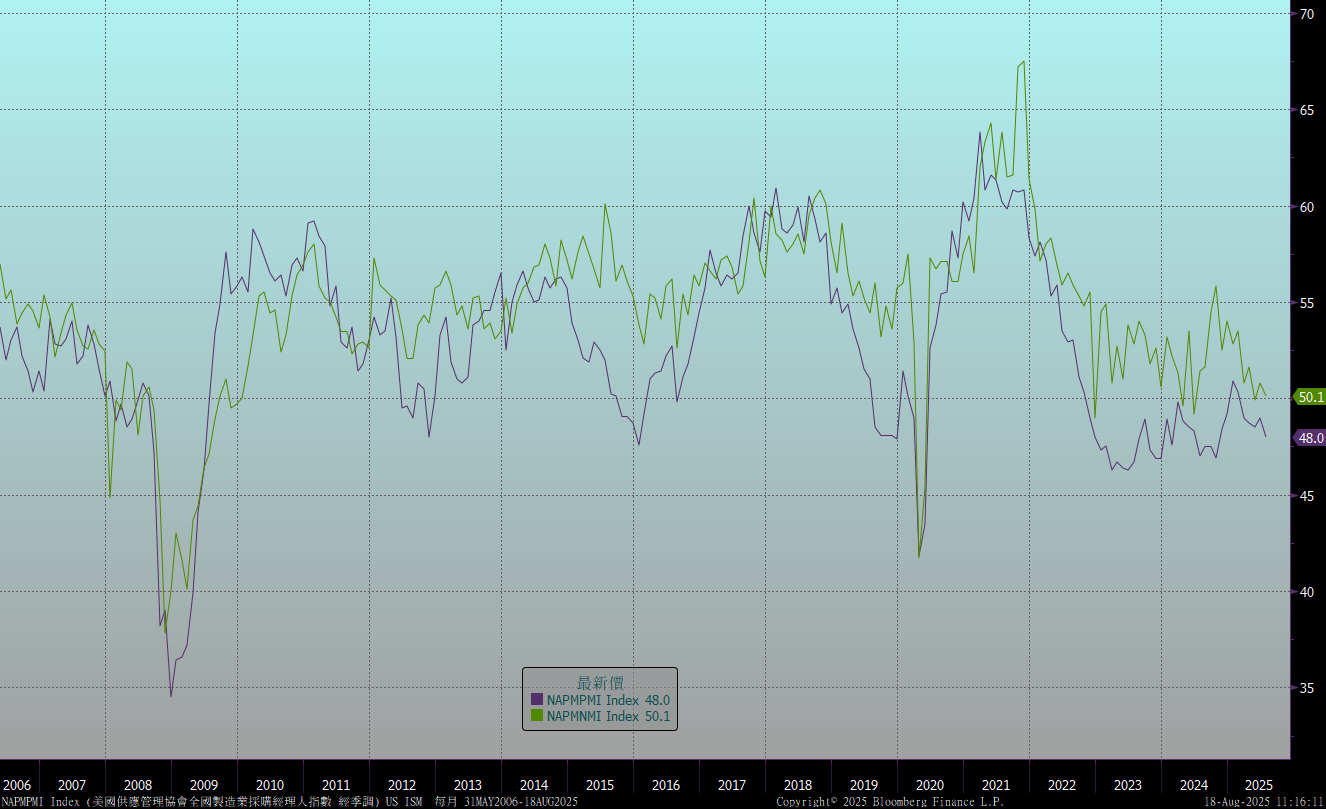 70
65
60
55
50.1
48.0
45
40
35
最新價
NAPMPMI Index 48.0
NAPMNMI Index 50.1
2006 2007 2008 2009 2010 2011 2012 2013 2014 2015 2016 2017 2018 2019 2020 2021 2022 2023 2024 2025
NAPMPMI Index (美國供應管理協會全國製造業採購經理人指數 經季調) US ISM 每月 31MAY2006-18AUG2025 Copyright© 2025 Bloomberg Finance L.P. 18-Aug-2025 11:16:11